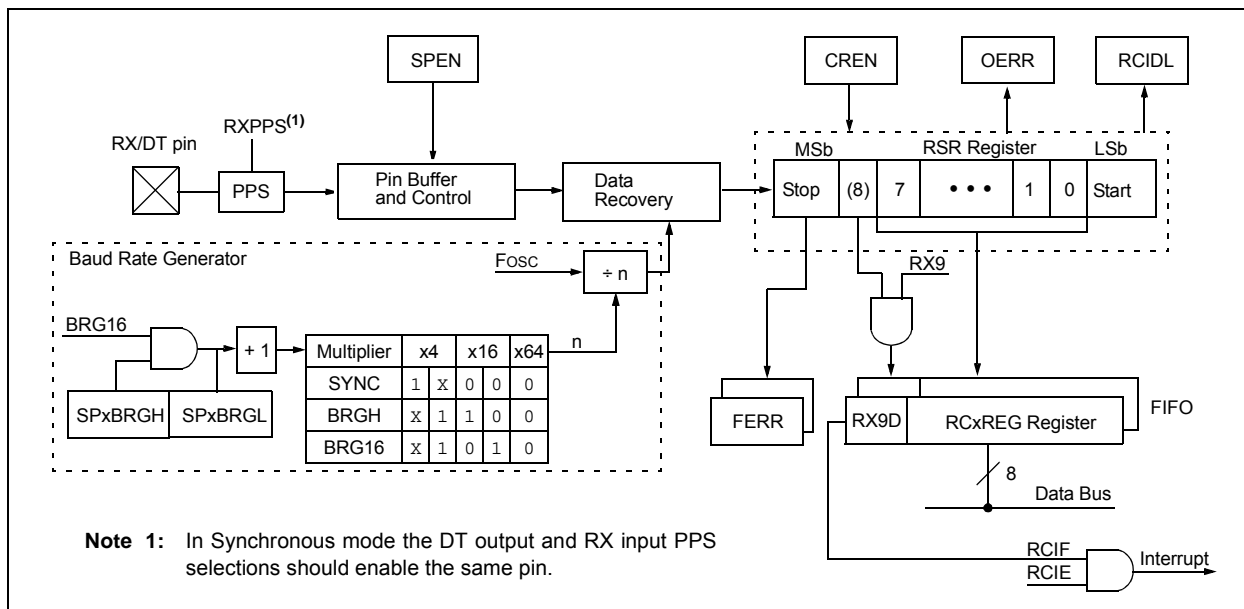 SPEN
CREN
OERR
RCIDL
RXPPS(1)
RX/DT pin
PPS
Pin Buffer
and Control
Data
Recovery
MSb
RSR Register
LSb
Stop (8) 7 • • • 1 0 Start
Baud Rate Generator
FOSC
÷ n
RX9
BRG16
+ 1
n
Multiplier x4 x16 x64
SYNC 1 X 0 0 0
BRGH X 1 1 0 0
BRG16 X 1 0 1 0
SPxBRGH SPxBRGL
FERR
RX9D
RCxREG Register
FIFO
8
Data Bus
Note 1: In Synchronous mode the DT output and RX input PPS
selections should enable the same pin.
RCIF
RCIE
Interrupt